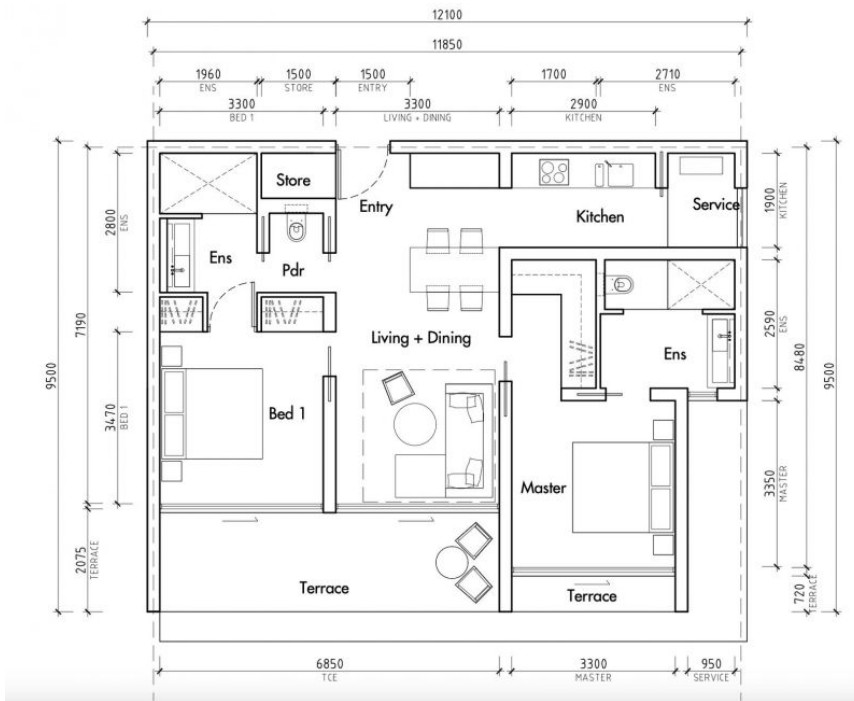 12100
11850
1960 1500 1500 1700 2710
ENS STORE ENTRY ENS
3300 3300 2900
BED 1 LIVING + DINING KITCHEN
9500
7190
2075
TERRACE
2800
ENS
3470
BED 1
Store
Entry
Kitchen
Service
Ens
Pdr
Living + Dining
Ens
Bed 1
Master
Terrace
Terrace
1900
KITCHEN
2590
ENS
3350
MASTER
720
TERRACE
8480
9500
6850 3300 950
TCE MASTER SERVICE